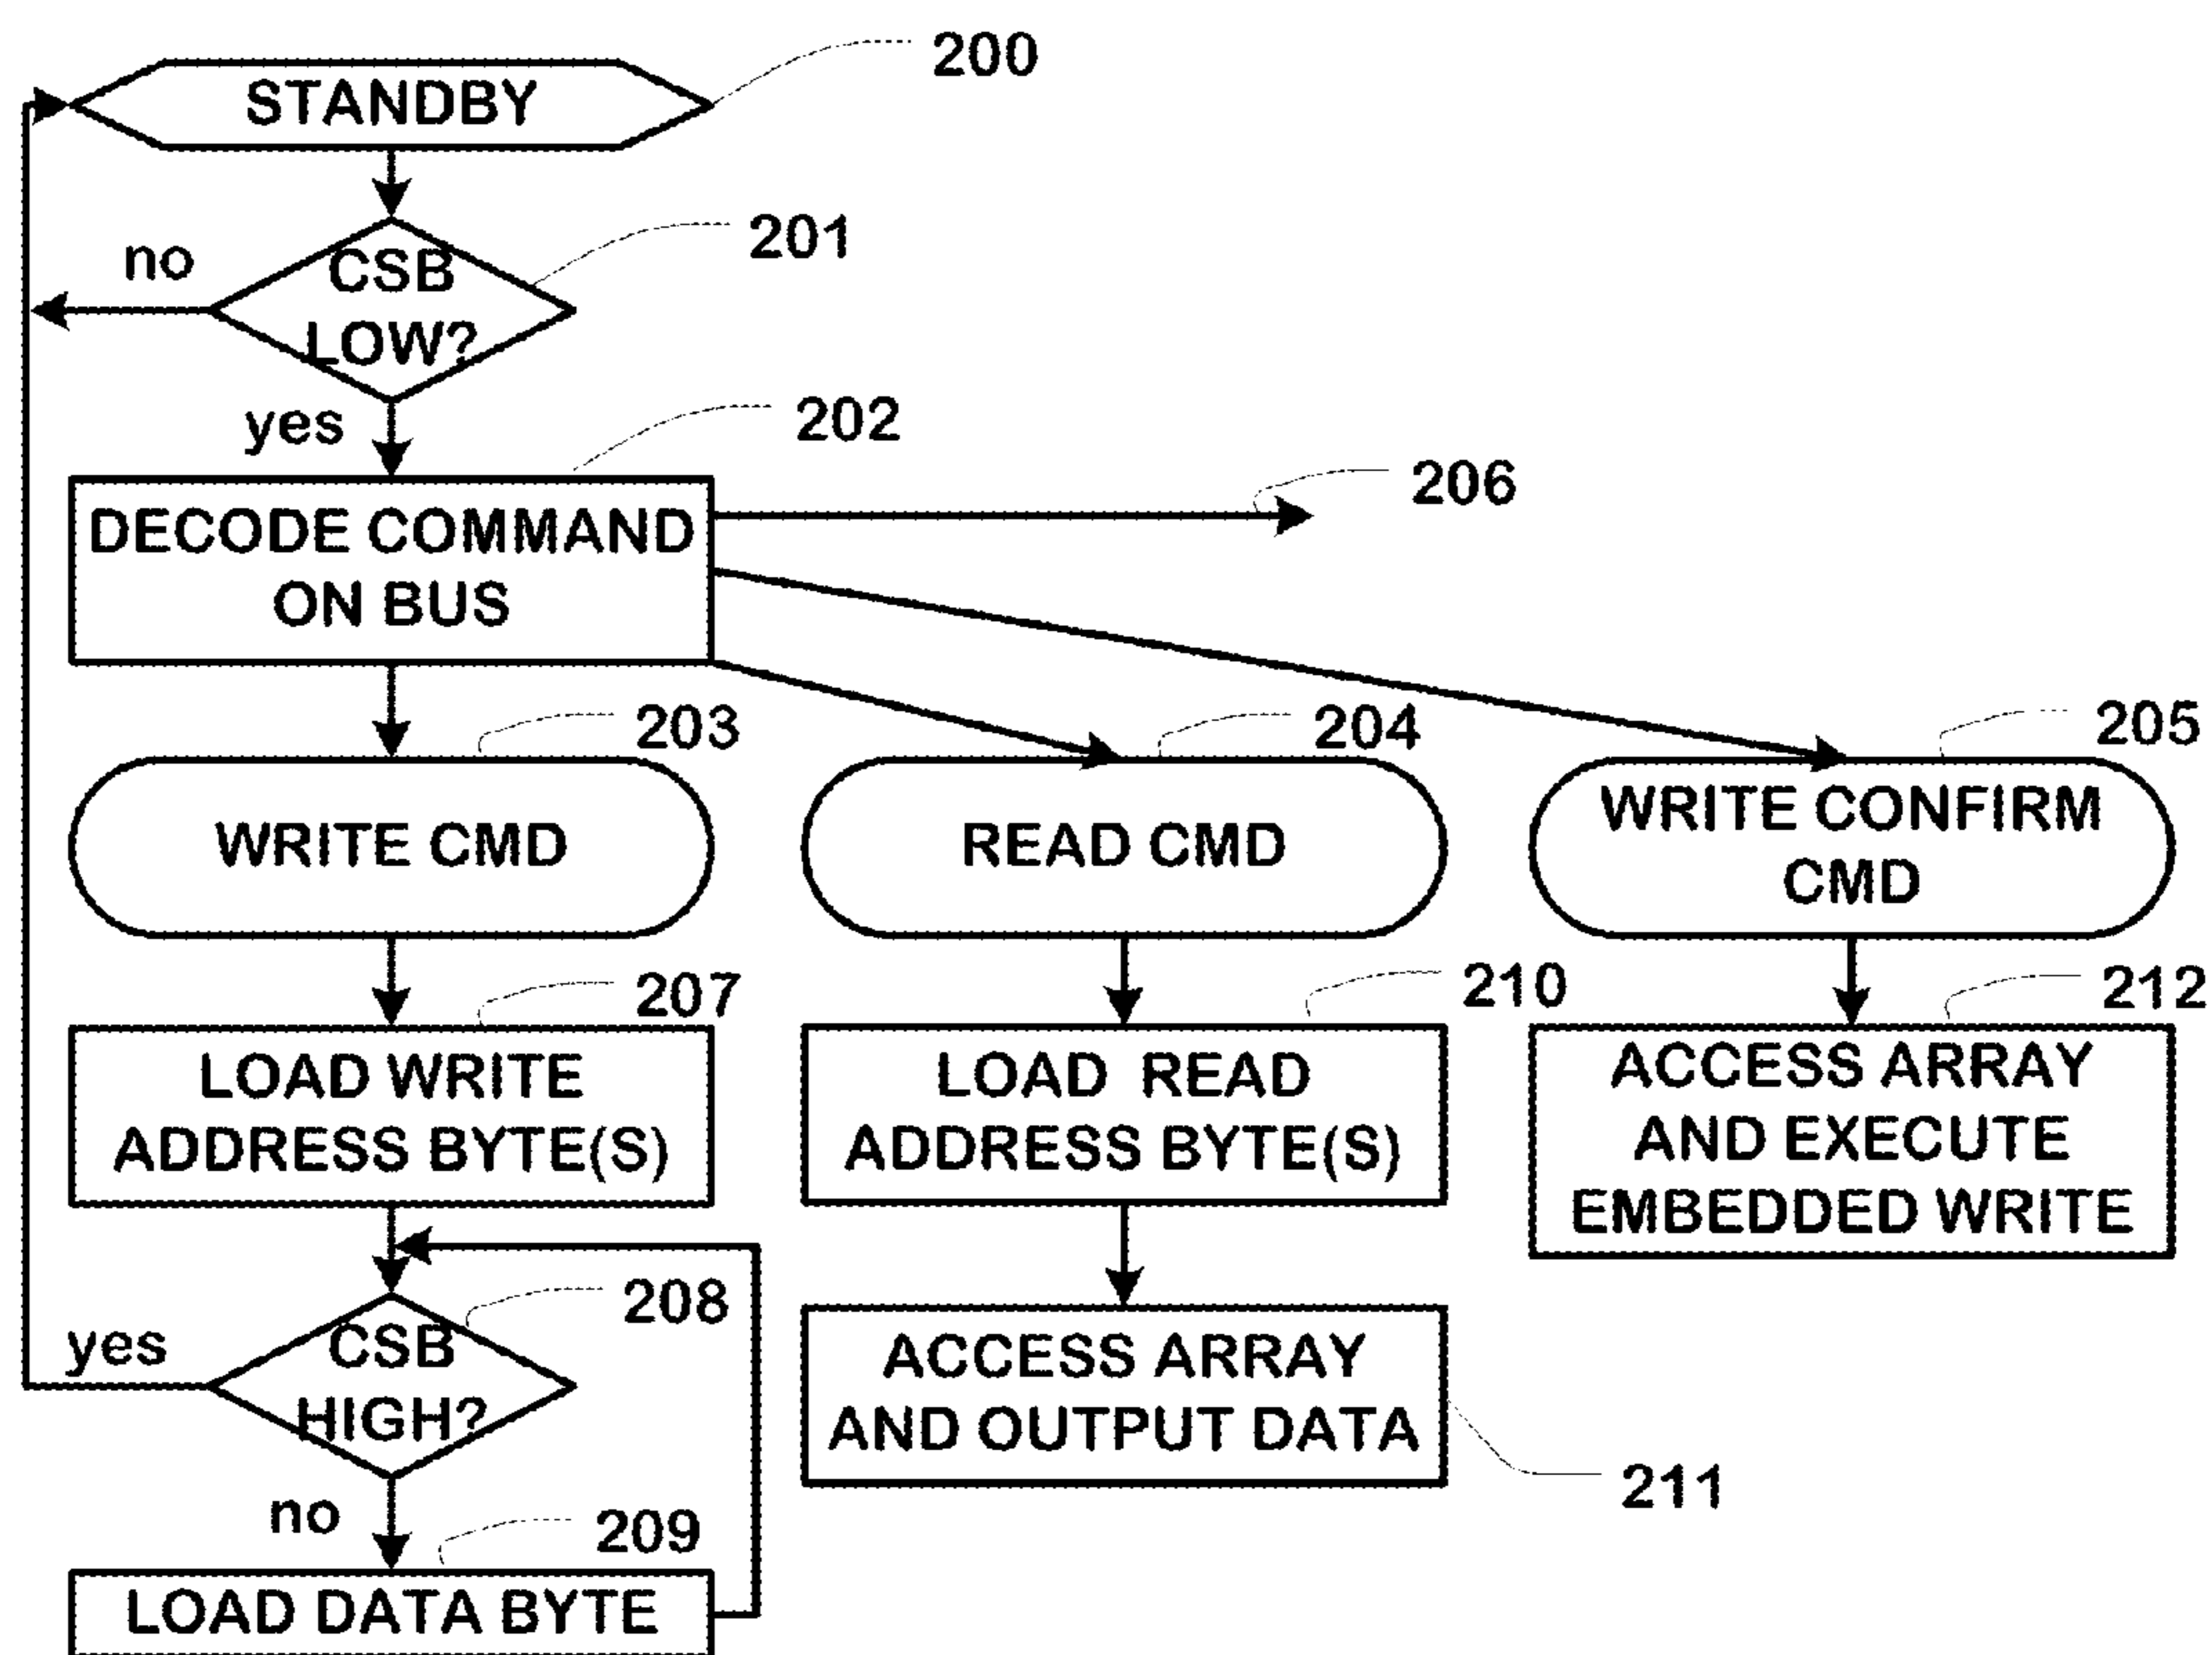 200
STANDBY
201
no
CSB
LOW?
yes
202
206
DECODE COMMAND
ON BUS
203
204
205
WRITE CMD
READ CMD
WRITE CONFIRM
CMD
207
210
212
LOAD WRITE
ADDRESS BYTE(S)
LOAD READ
ADDRESS BYTE(S)
ACCESS ARRAY
AND EXECUTE
EMBEDDED WRITE
208
yes
CSB
HIGH?
ACCESS ARRAY
AND OUTPUT DATA
211
no
209
LOAD DATA BYTE